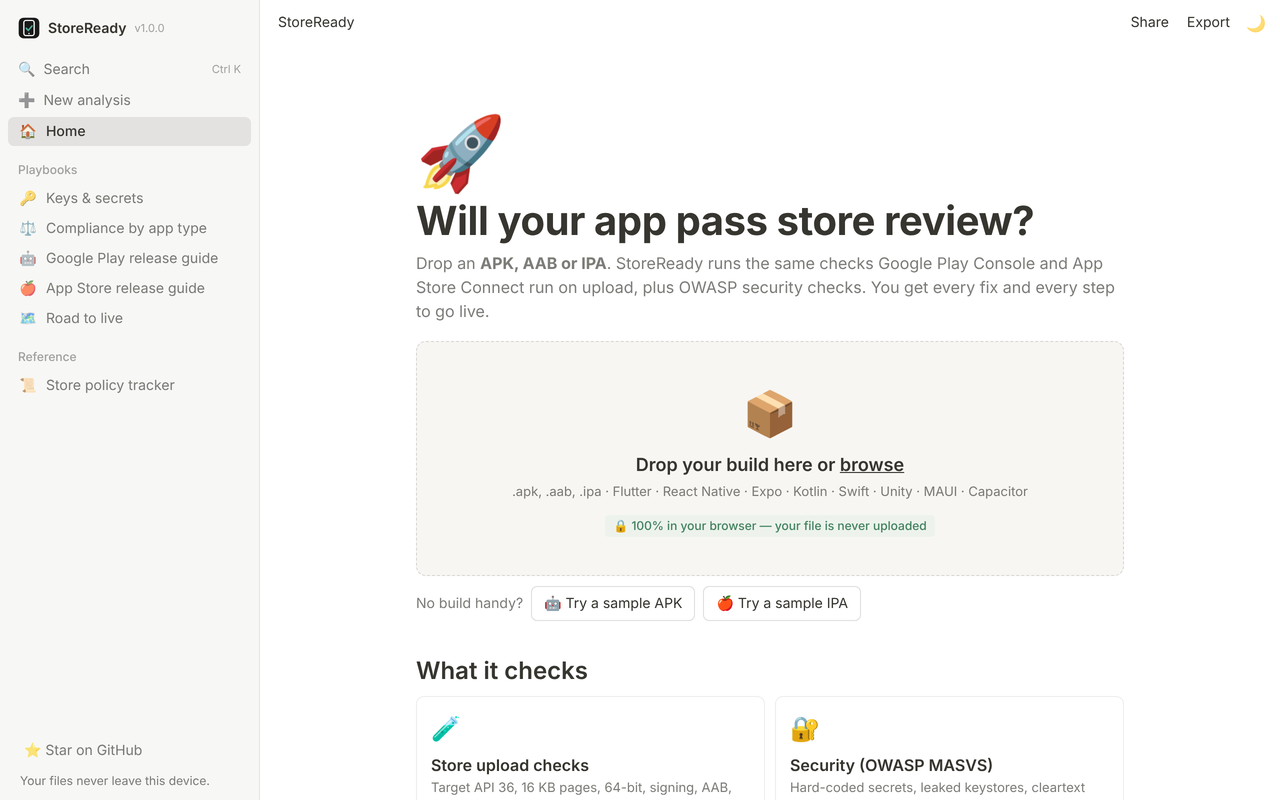 StoreReady v1.0.0
Search Ctrl K
New analysis
Home
Playbooks
Keys & secrets
Compliance by app type
Google Play release guide
App Store release guide
Road to live
Reference
Store policy tracker
Star on GitHub
Your files never leave this device.
StoreReady
Share Export
Will your app pass store review?
Drop an APK, AAB or IPA. StoreReady runs the same checks Google Play Console and App
Store Connect run on upload, plus OWASP security checks. You get every fix and every step
to go live.
Drop your build here or browse
.apk, .aab, .ipa · Flutter · React Native · Expo · Kotlin · Swift · Unity · MAUI · Capacitor
100% in your browser — your file is never uploaded
No build handy? Try a sample APK Try a sample IPA
What it checks
Store upload checks
Target API 36, 16 KB pages, 64-bit, signing, AAB,
Security (OWASP MASVS)
Hard-coded secrets, leaked keystores, cleartext